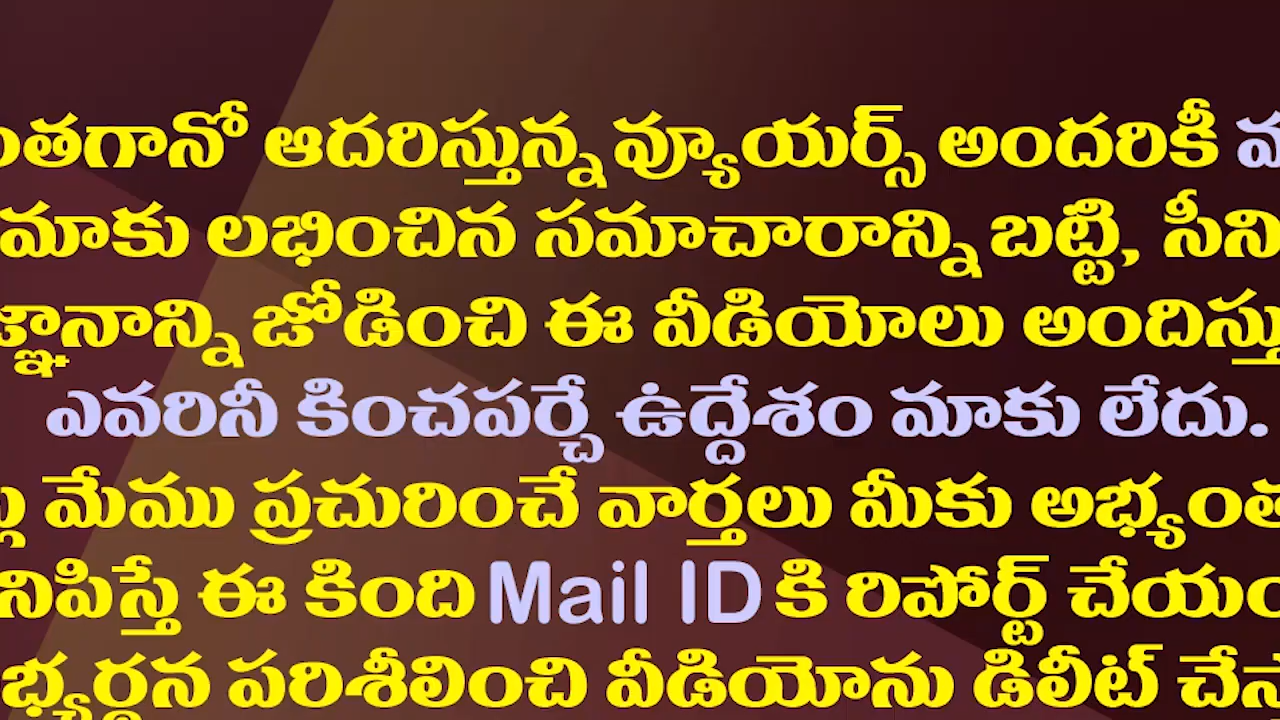 ంతగానో ఆదరిస్తున్న వ్యూయర్స్ అందరికీ
మాకు లభించిన సమాచారాన్ని బట్టి, సీని
జ్ఞానాన్ని జోడించి ఈ వీడియోలు అందిస్తు
ఎవరినీ కించపర్చే ఉద్దేశం మాకు లేదు.
మేము ప్రచురించే వార్తలు మీకు అభ్యంత
నిపిస్తే ఈ కింది Mail ID కి రిపోర్ట్ చేయం
భ్యర్థన పరిశీలించి వీడియోను డిలీట్ చేస